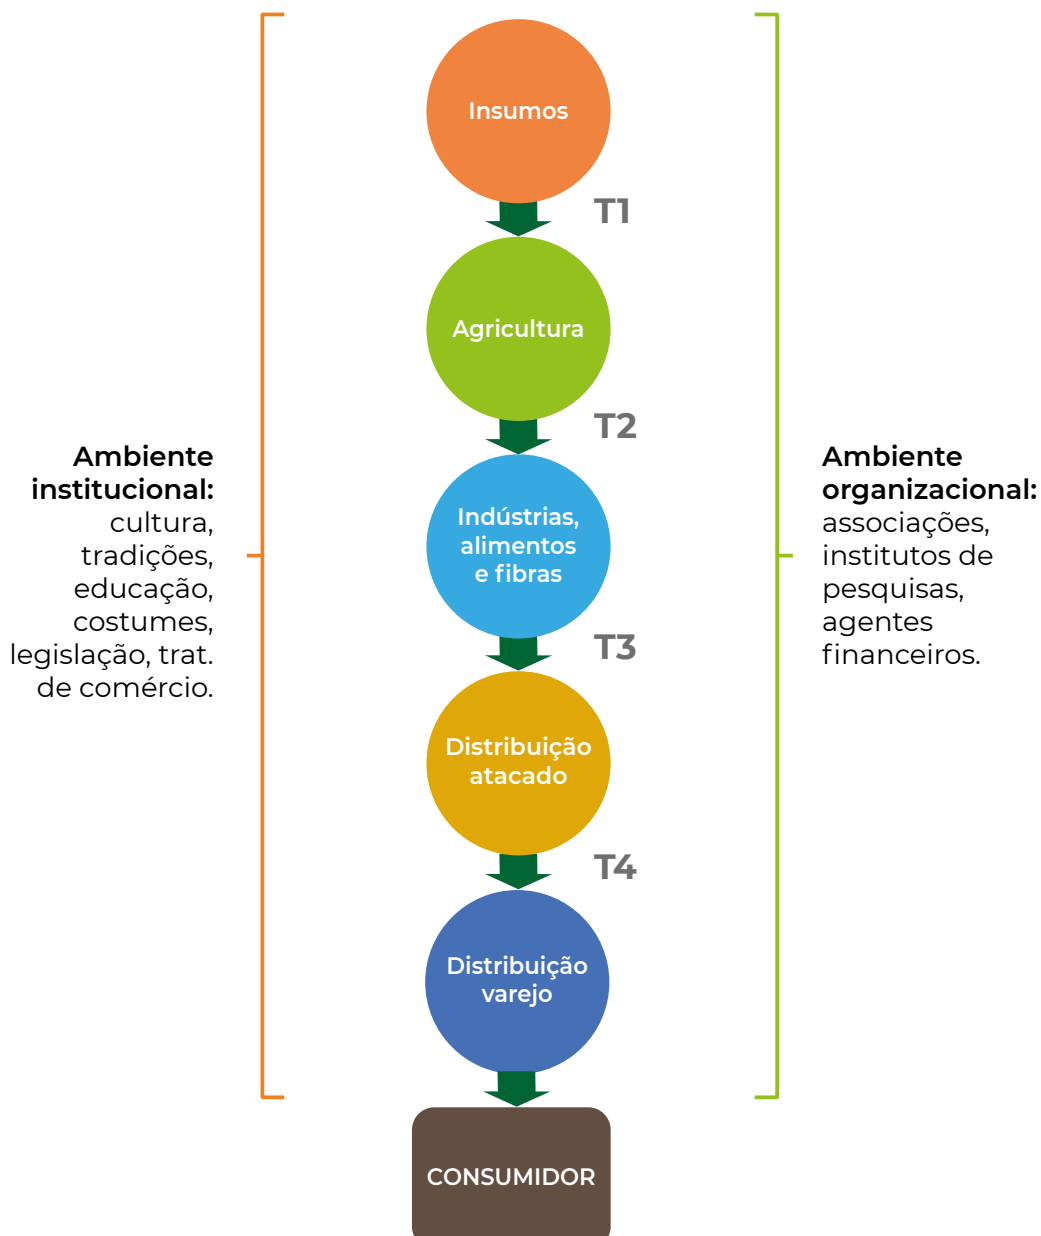 Insumos
T1
Agricultura
T2
Ambiente
institucional:
cultura,
tradições,
educação,
costumes,
legislação, trat.
de comércio.
Indústrias,
alimentos
e fibras
Ambiente
organizacional:
associações,
institutos de
pesquisas,
agentes
financeiros.
T3
Distribuição
atacado
T4
Distribuição
varejo
CONSUMIDOR